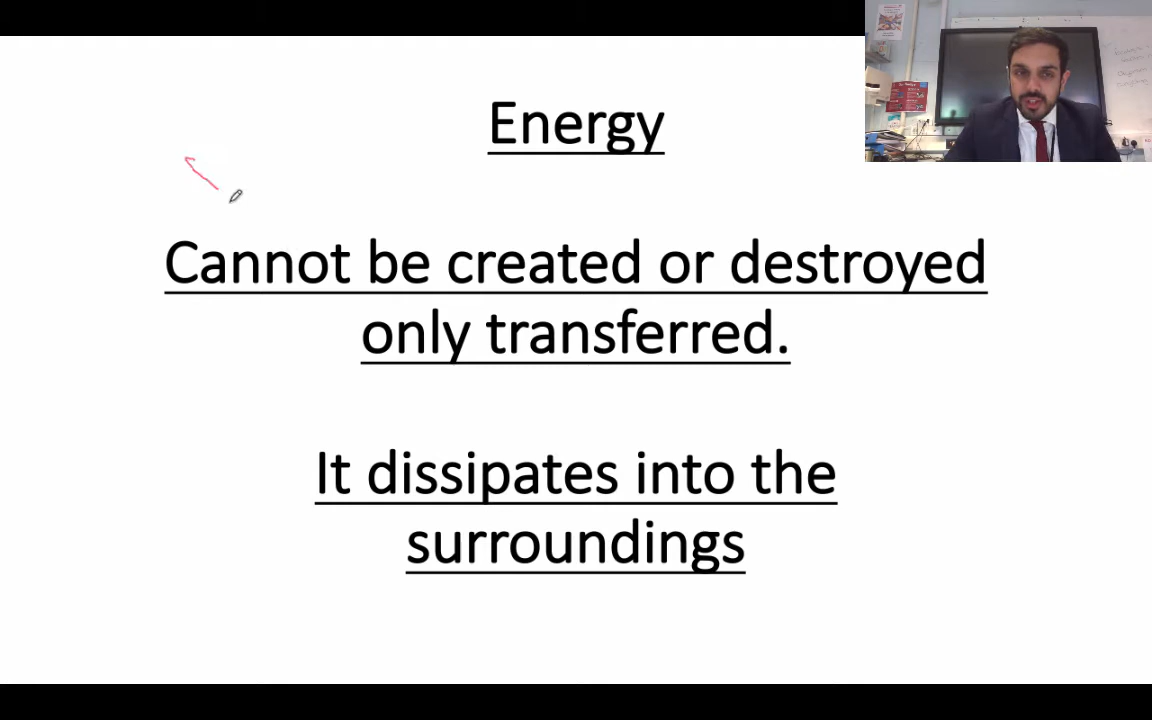 Energy
Cannot be created or destroyed
only transferred.
It dissipates into the
surroundings